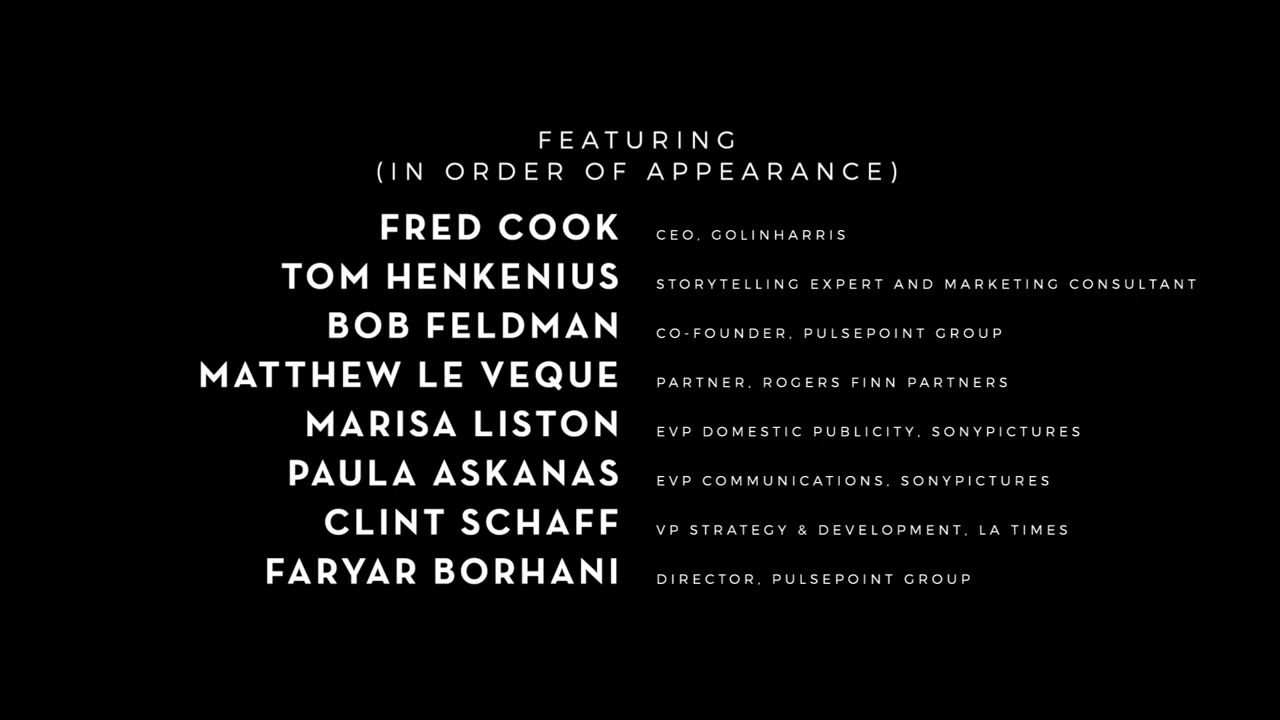 FEATURING
(IN ORDER OF APPEARANCE)
FRED COOK CEO, GOLINHARRIS
TOM HENKENIUS STORYTELLING EXPERT AND MARKETING CONSULTANT
BOB FELDMAN CO-FOUNDER, PULSEPOINT GROUP
MATTHEW LE VEQUE PARTNER, ROGERS FINN PARTNERS
MARISA LISTON EVP DOMESTIC PUBLICITY, SONYPICTURES
PAULA ASKANAS EVP COMMUNICATIONS, SONYPICTURES
CLINT SCHAFF VP STRATEGY & DEVELOPMENT, LA TIMES
FARYAR BORHANI DIRECTOR, PULSEPOINT GROUP